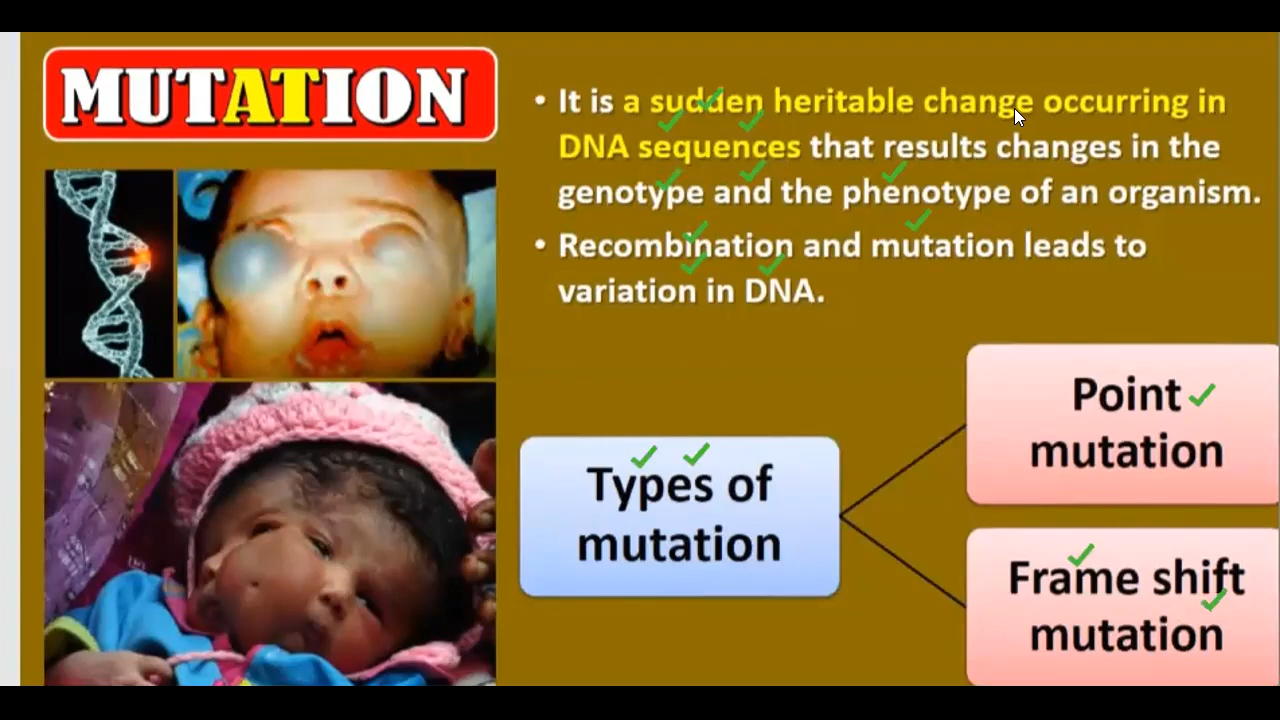 MUTATION
• It is a sudden heritable change occurring in
DNA sequences that results changes in the
genotype and the phenotype of an organism.
• Recombination and mutation leads to
variation in DNA.
Types of
mutation
Point
mutation
Frame shift
mutation